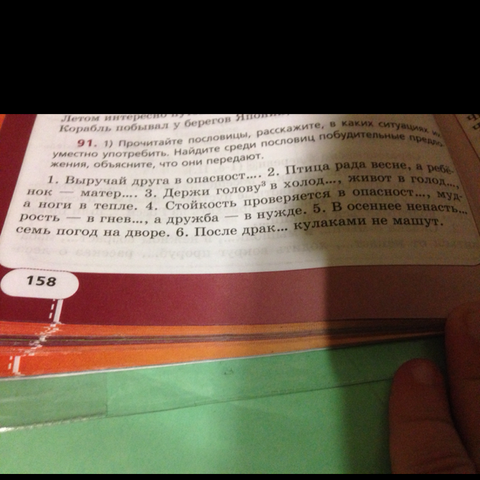 Летом интересно
Корабль побывал у берегов Японии
91. 1) Прочитайте пословицы, расскажите, в каких ситуациях их
уместно употребить. Найдите среди пословиц побудительные предло-
жения, объясните, что они передают.
1. Выручай друга в опасност... . 2. Птица рада весне, а ребё-
нок — матер... . 3. Держи голову³ в холод..., живот в голод...,
а ноги в тепле. 4. Стойкость проверяется в опасност..., муд-
рость — в гнев..., а дружба — в нужде. 5. В осеннее ненасть...
семь погод на дворе. 6. После драк... кулаками не машут.
158